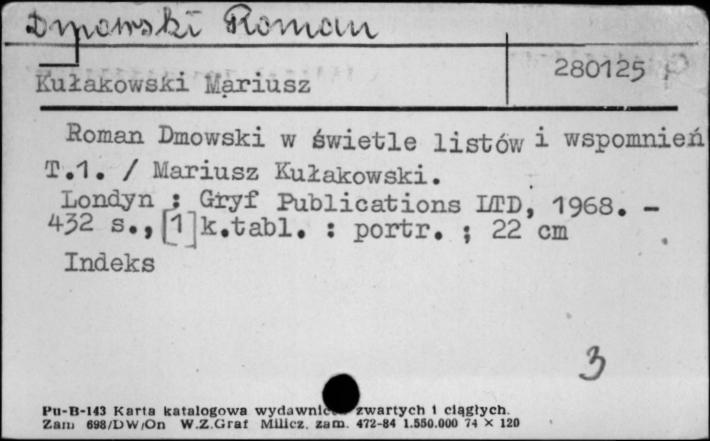 Dmowski Roman
Kułakowski Mariusz
280125
Roman Dmowski w świetle listów i wspomnień
T.1. / Mariusz Kułakowski.
Londyn : Gryf Publications LTD, 1968. -
432 s., [1] k.tabl. : portr. ; 22 cm
Indeks
3
Pu-B-143 Karta katalogowa zwartych i ciągłych.
Zam 698/DW/On W.Z.Graf Milicz, zam. 472-84 1.550.000 74 × 120